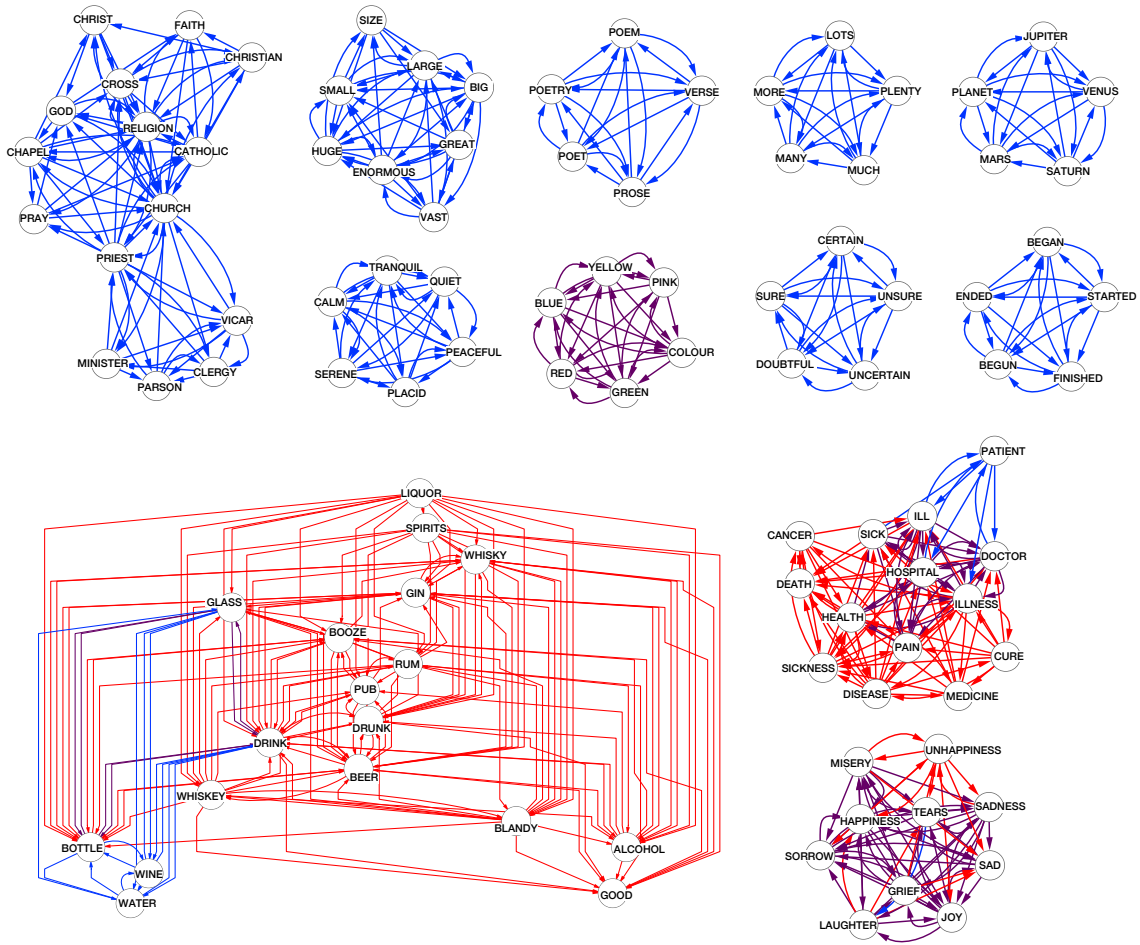 CHRIST
FAITH
CHRISTIAN
CROSS
GOD
RELIGION
CHAPEL
CATHOLIC
PRAY
CHURCH
PRIEST
VICAR
MINISTER
PARSON
CLERGY
SIZE
LARGE
SMALL
BIG
HUGE
GREAT
ENORMOUS
VAST
POEM
POETRY
VERSE
POET
PROSE
LOTS
MORE
PLENTY
MANY
MUCH
JUPITER
PLANET
VENUS
MARS
SATURN
TRANQUIL
QUIET
CALM
PEACEFUL
SERENE
PLACID
YELLOW
PINK
BLUE
COLOUR
RED
GREEN
CERTAIN
SURE
UNSURE
DOUBTFUL
UNCERTAIN
BEGAN
ENDED
STARTED
BEGUN
FINISHED
LIQUOR
SPIRITS
WHISKY
GIN
GLASS
BOOZE
RUM
PUB
DRUNK
DRINK
BEER
WHISKEY
BLANDY
BOTTLE
ALCOHOL
WINE
GOOD
WATER
PATIENT
ILL
CANCER
SICK
DOCTOR
HOSPITAL
DEATH
ILLNESS
HEALTH
PAIN
CURE
SICKNESS
DISEASE
MEDICINE
UNHAPPINESS
MISERY
SADNESS
TEARS
HAPPINESS
SORROW
SAD
GRIEF
JOY
LAUGHTER